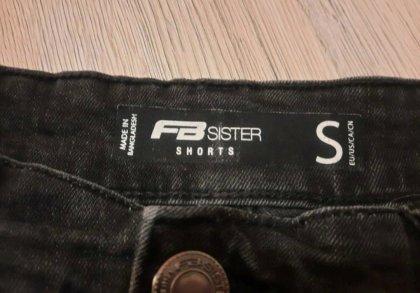 MADE IN
BANGLADESH
FB SISTER
SHORTS
S
EU/US/CA/CN